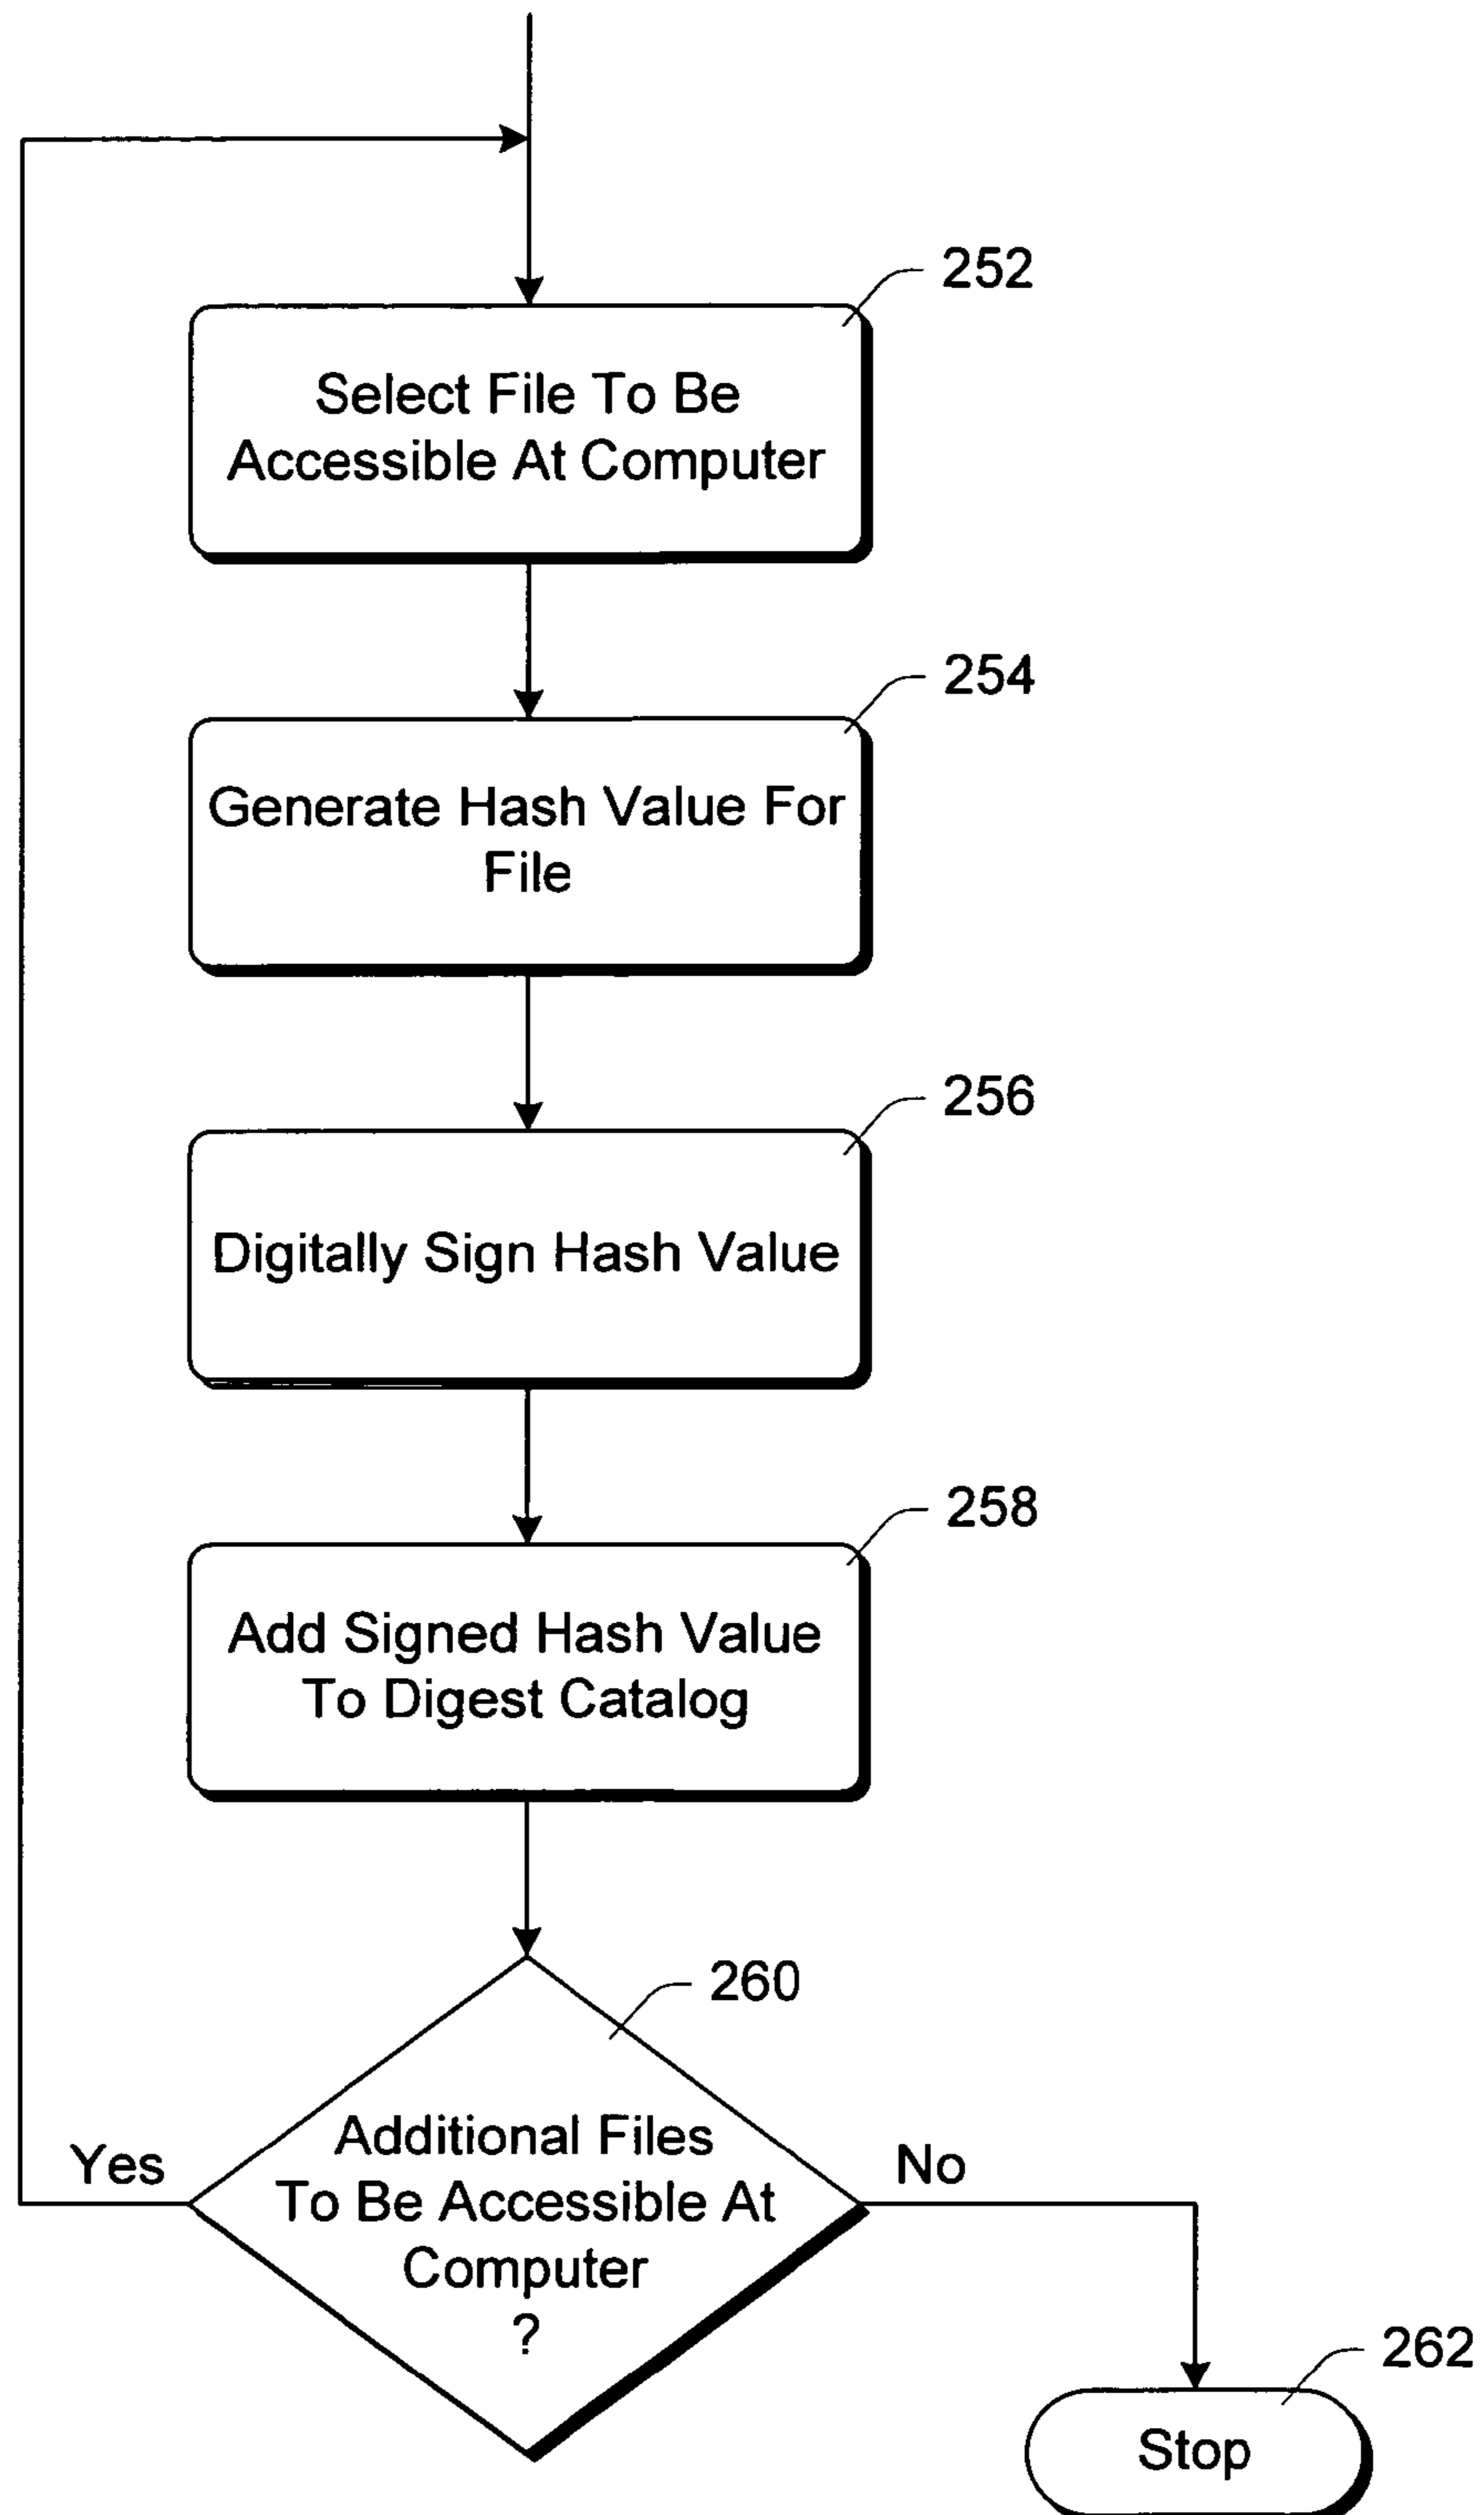 252
Select File To Be
Accessible At Computer
254
Generate Hash Value For
File
256
Digitally Sign Hash Value
258
Add Signed Hash Value
To Digest Catalog
260
Additional Files
To Be Accessible At
Computer
?
Yes
No
262
Stop